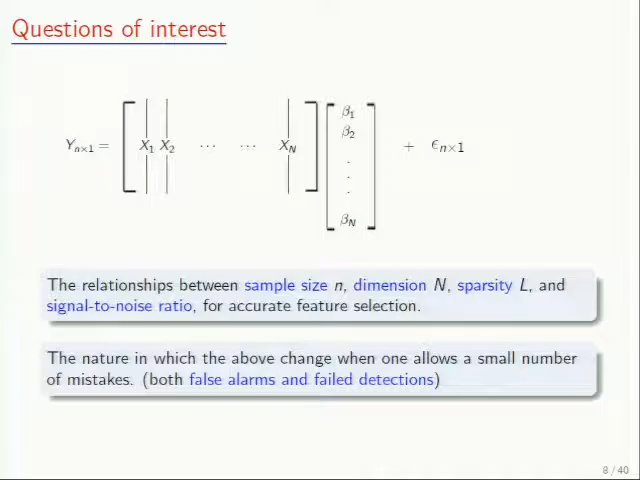 Questions of interest
Y_{n×1} = [ X_1 X_2 ⋯ ⋯ X_N ] [ β_1 β_2 . . . β_N ] + ϵ_{n×1}
The relationships between sample size n, dimension N, sparsity L, and
signal-to-noise ratio, for accurate feature selection.
The nature in which the above change when one allows a small number
of mistakes. (both false alarms and failed detections)
8 / 40